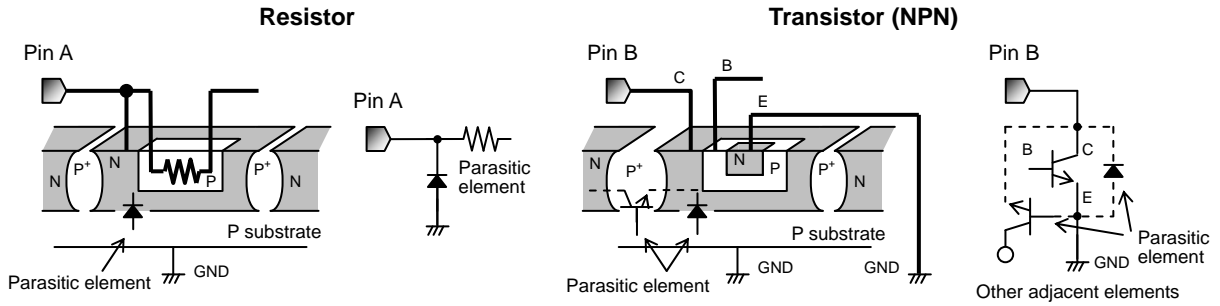 Resistor
Transistor (NPN)
Pin A
Pin A
Pin B
Pin B
C
B
E
N
P+
N
P
P+
N
Parasitic
element
N
P+
N
P
P+
N
B
C
E
P substrate
P substrate
Parasitic element
GND
Parasitic element
GND
GND
GND
Parasitic
element
Other adjacent elements